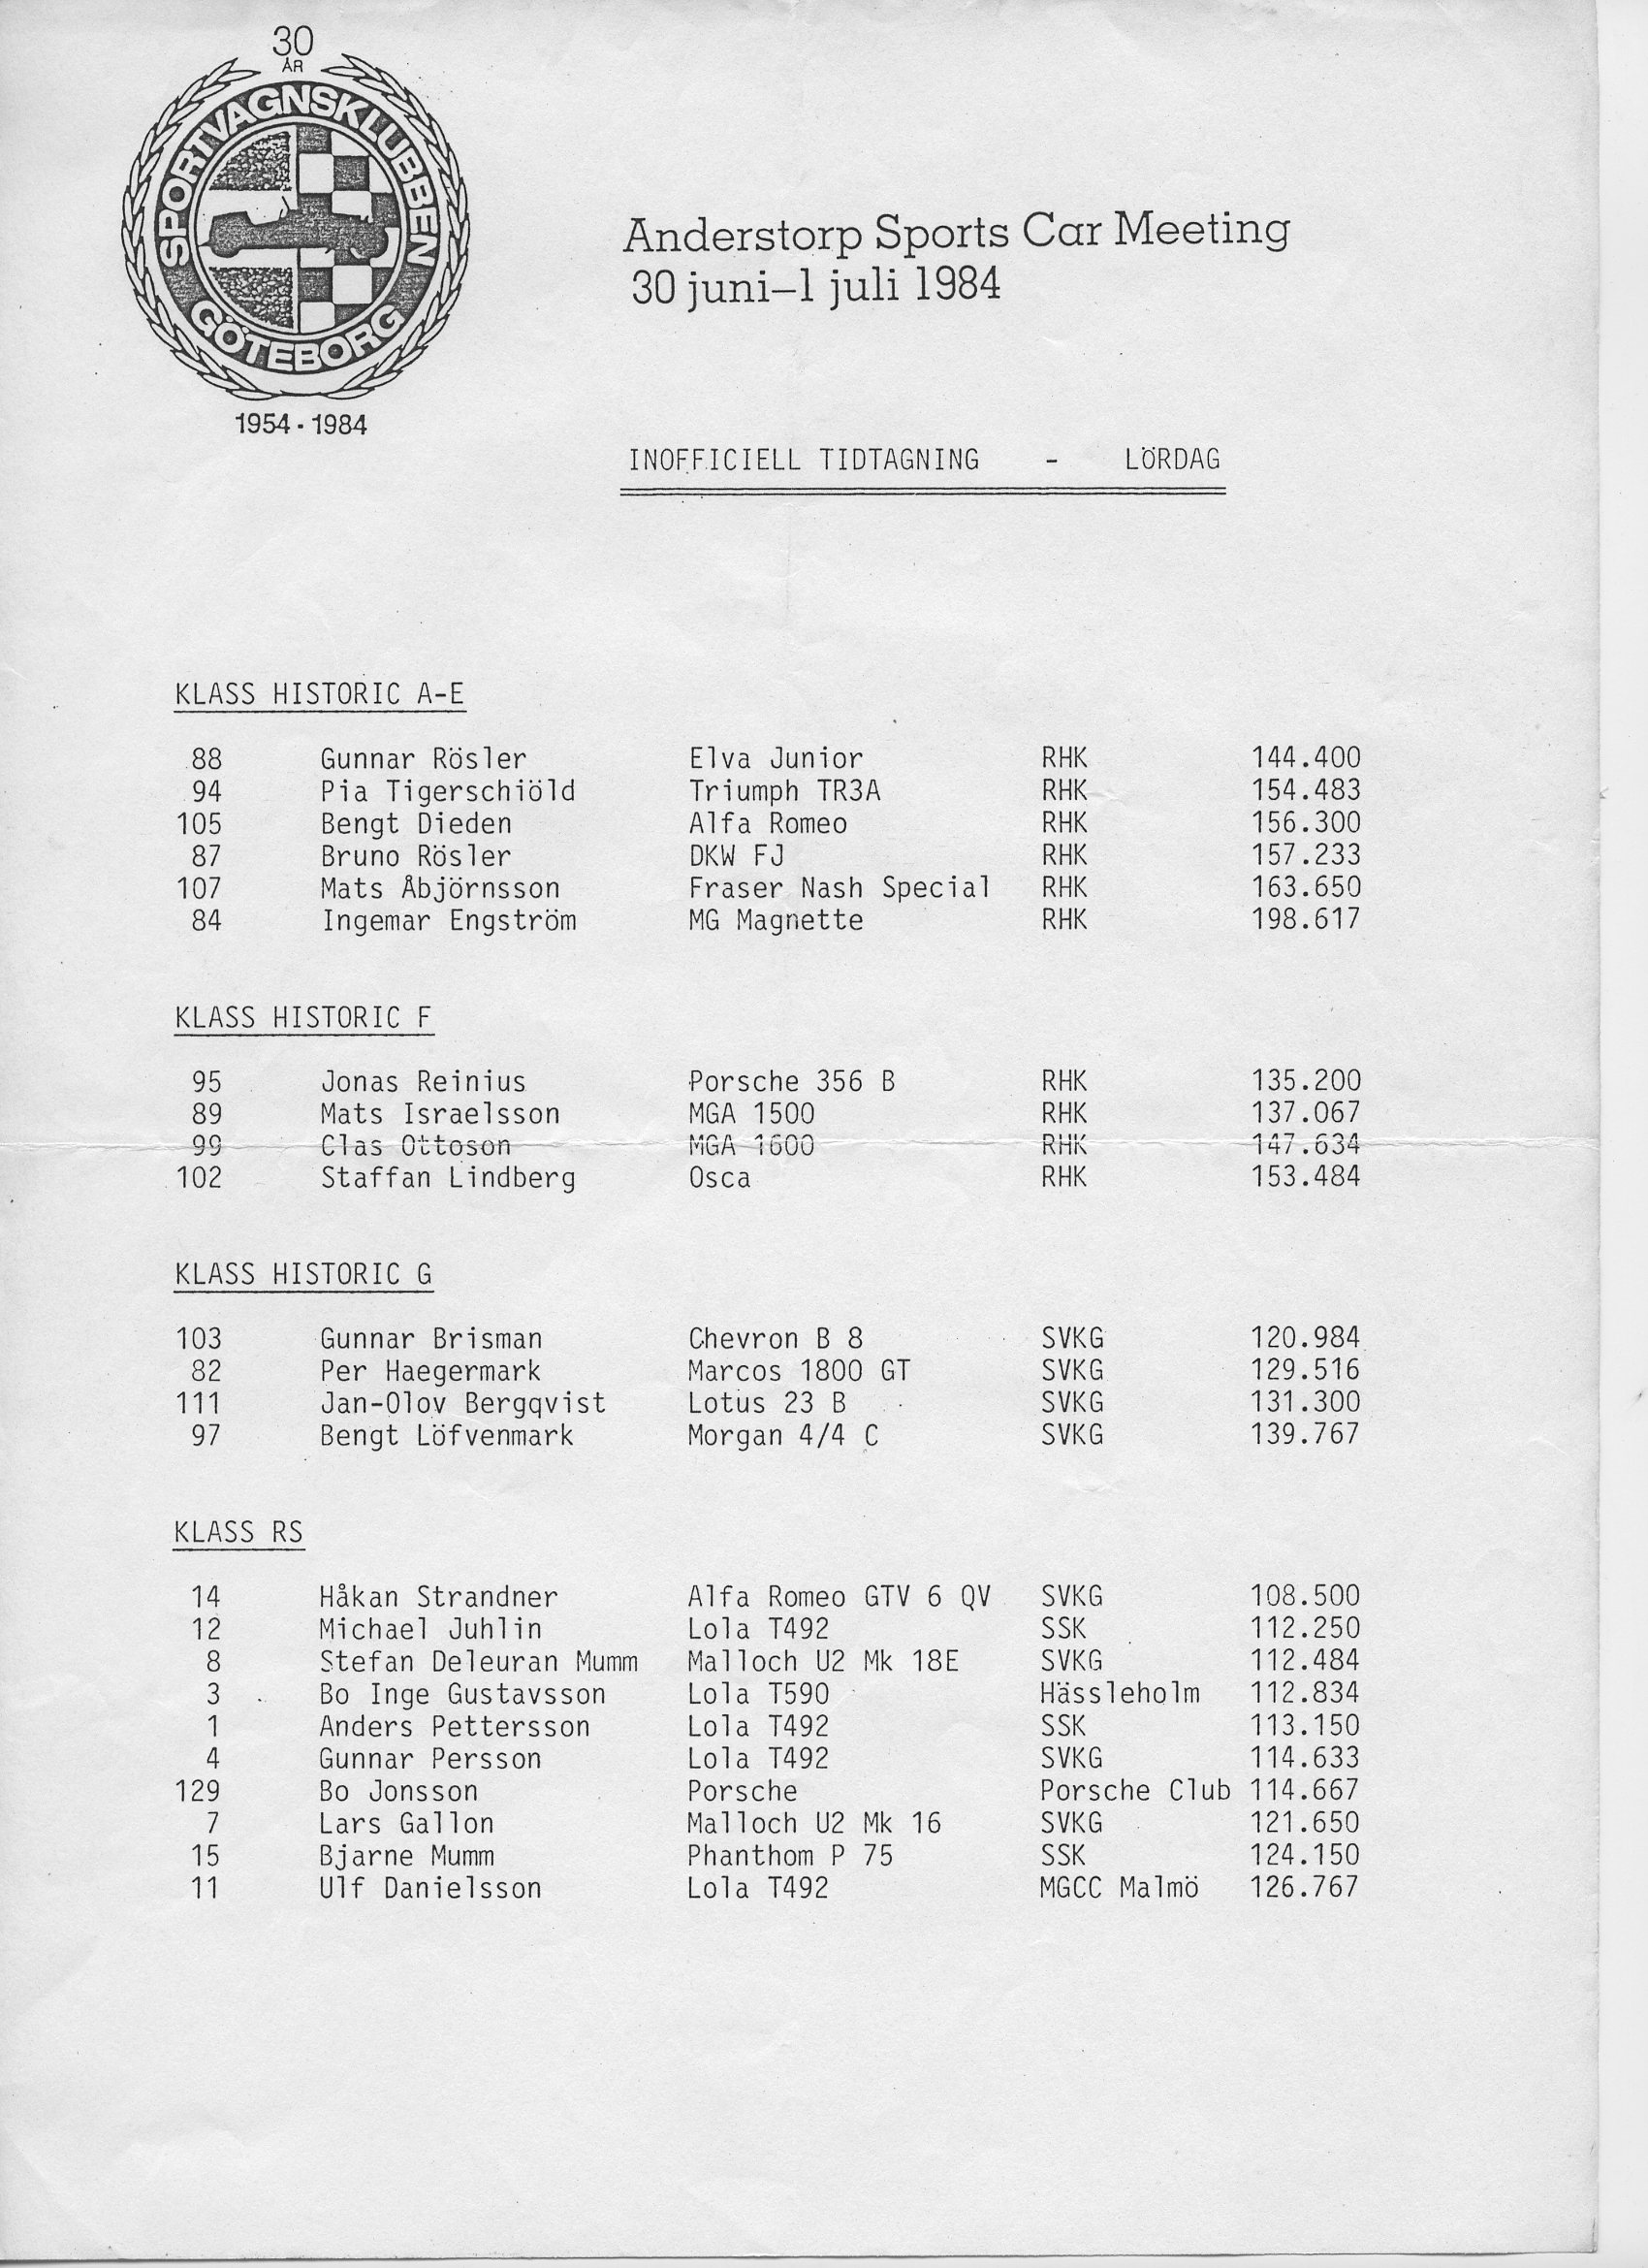 30
ÅR
SPORTVAGNSKLUBBEN
GÖTEBORG
1954 - 1984
Anderstorp Sports Car Meeting
30 juni–1 juli 1984
INOFFICIELL TIDTAGNING - LÖRDAG
KLASS HISTORIC A-E
88 Gunnar Rösler Elva Junior RHK 144.400
94 Pia Tigerschiöld Triumph TR3A RHK 154.483
105 Bengt Dieden Alfa Romeo RHK 156.300
87 Bruno Rösler DKW FJ RHK 157.233
107 Mats Åbjörnsson Fraser Nash Special RHK 163.650
84 Ingemar Engström MG Magnette RHK 198.617
KLASS HISTORIC F
95 Jonas Reinius Porsche 356 B RHK 135.200
89 Mats Israelsson MGA 1500 RHK 137.067
99 Clas Ottoson MGA 1600 RHK 147.634
102 Staffan Lindberg Osca RHK 153.484
KLASS HISTORIC G
103 Gunnar Brisman Chevron B 8 SVKG 120.984
82 Per Haegermark Marcos 1800 GT SVKG 129.516
111 Jan-Olov Bergqvist Lotus 23 B SVKG 131.300
97 Bengt Löfvenmark Morgan 4/4 C SVKG 139.767
KLASS RS
14 Håkan Strandner Alfa Romeo GTV 6 QV SVKG 108.500
12 Michael Juhlin Lola T492 SSK 112.250
8 Stefan Deleuran Mumm Malloch U2 Mk 18E SVKG 112.484
3 Bo Inge Gustavsson Lola T590 Hässleholm 112.834
1 Anders Pettersson Lola T492 SSK 113.150
4 Gunnar Persson Lola T492 SVKG 114.633
129 Bo Jonsson Porsche Porsche Club 114.667
7 Lars Gallon Malloch U2 Mk 16 SVKG 121.650
15 Bjarne Mumm Phanthom P 75 SSK 124.150
11 Ulf Danielsson Lola T492 MGCC Malmö 126.767